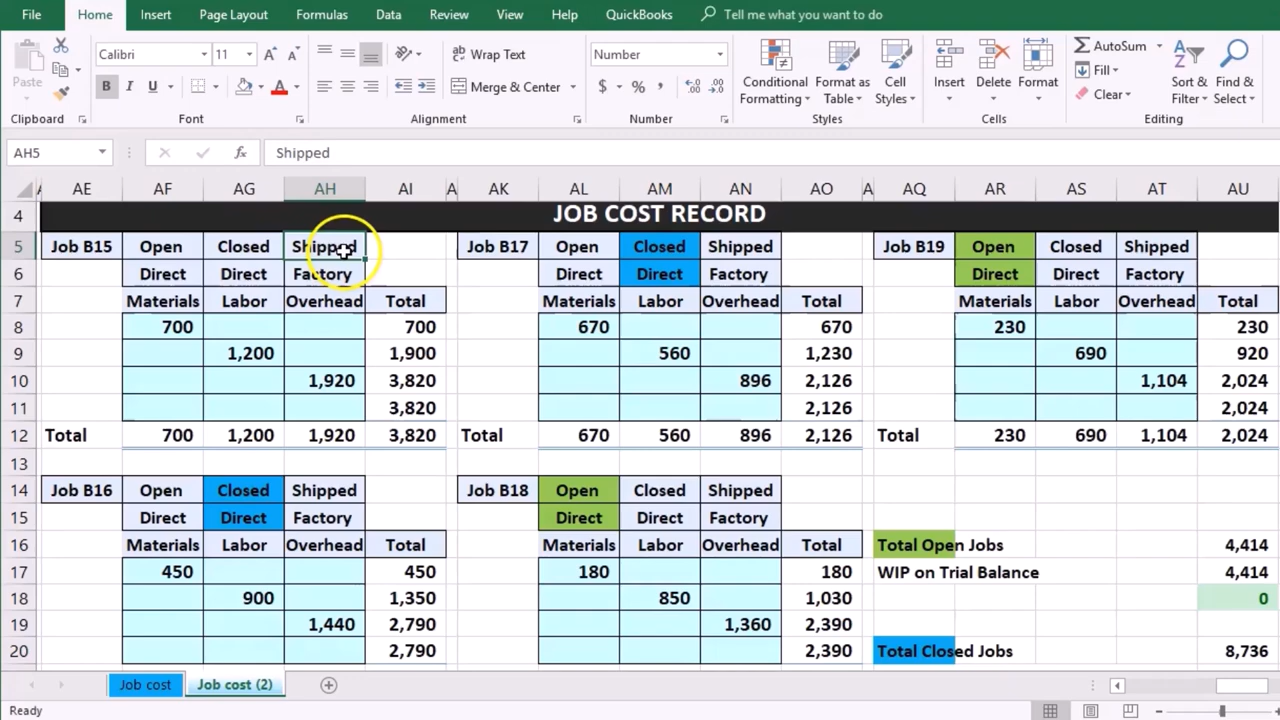 File Home Insert Page Layout Formulas Data Review View Help QuickBooks Tell me what you want to do
Paste
Calibri 11
B I U A
Wrap Text
Merge & Center
Number
$ % ,
Conditional Formatting
Format as Table
Cell Styles
Insert Delete Format
AutoSum
Fill
Clear
Sort & Filter
Find & Select
Clipboard Font Alignment Number Styles Cells Editing
AH5 fx Shipped
A AE AF AG AH AI A AK AL AM AN AO A AQ AR AS AT AU
4 JOB COST RECORD
5 Job B15 Open Closed Shipped Job B17 Open Closed Shipped Job B19 Open Closed Shipped
6 Direct Direct Factory Direct Direct Factory Direct Direct Factory
7 Materials Labor Overhead Total Materials Labor Overhead Total Materials Labor Overhead Total
8 700 700 670 670 230 230
9 1,200 1,900 560 1,230 690 920
10 1,920 3,820 896 2,126 1,104 2,024
11 3,820 2,126 2,024
12 Total 700 1,200 1,920 3,820 Total 670 560 896 2,126 Total 230 690 1,104 2,024
13
14 Job B16 Open Closed Shipped Job B18 Open Closed Shipped
15 Direct Direct Factory Direct Direct Factory
16 Materials Labor Overhead Total Materials Labor Overhead Total Total Open Jobs 4,414
17 450 450 180 180 WIP on Trial Balance 4,414
18 900 1,350 850 1,030 0
19 1,440 2,790 1,360 2,390
20 2,790 2,390 Total Closed Jobs 8,736
Job cost Job cost (2)
Ready